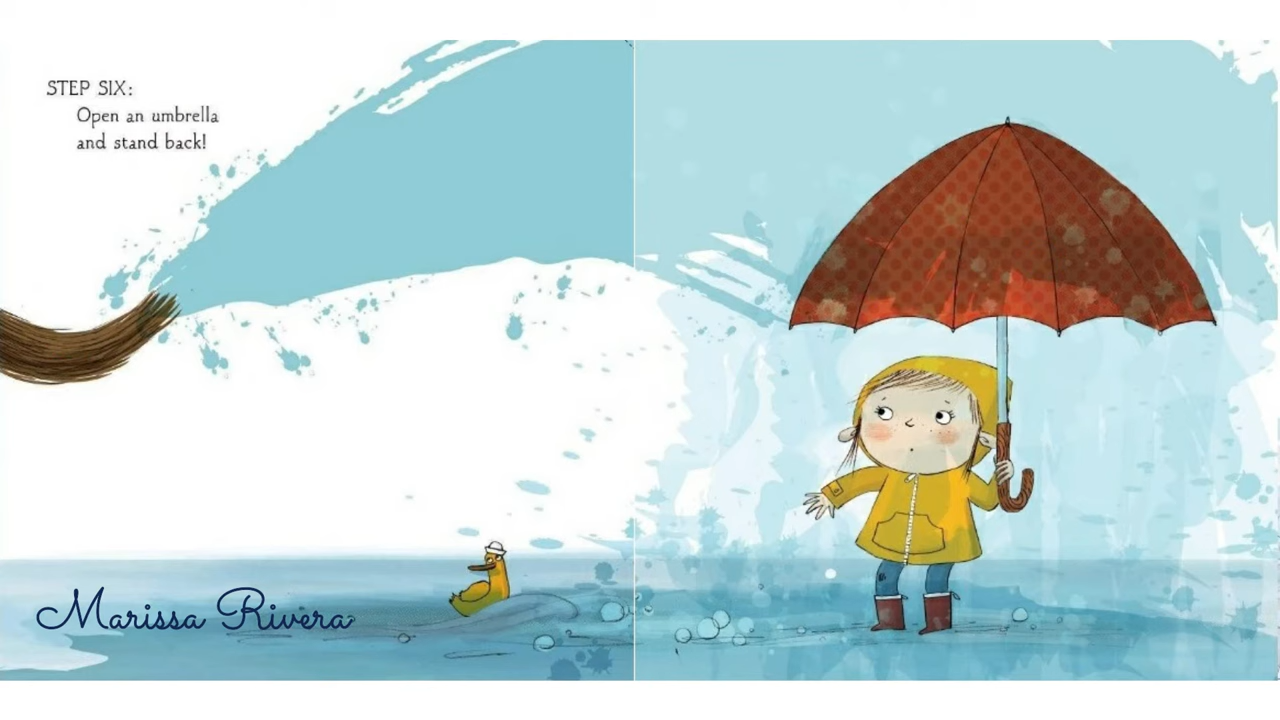 STEP SIX:
Open an umbrella
and stand back!
Marissa Rivera